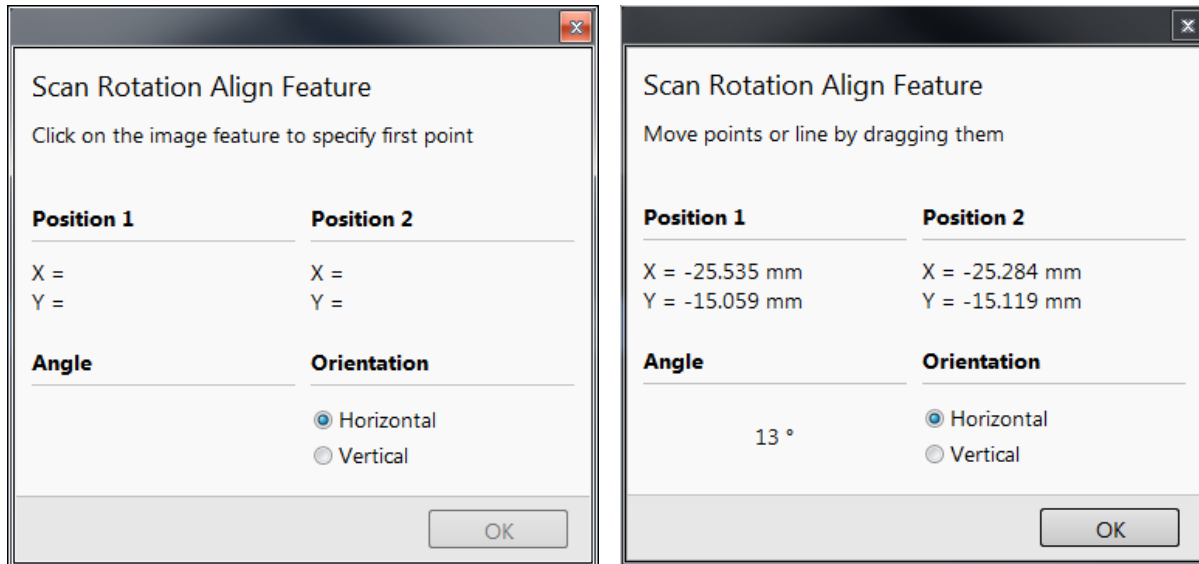 Scan Rotation Align Feature
Click on the image feature to specify first point
Position 1
Position 2
X =
Y =
X =
Y =
Angle
Orientation
Horizontal
Vertical
OK
Scan Rotation Align Feature
Move points or line by dragging them
Position 1
Position 2
X = -25.535 mm
Y = -15.059 mm
X = -25.284 mm
Y = -15.119 mm
Angle
Orientation
13 °
Horizontal
Vertical
OK